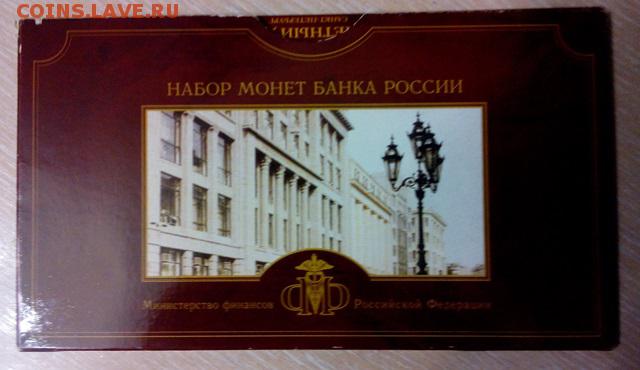 COINS.LAVE.RU
НАБОР МОНЕТ БАНКА РОССИИ
Министерство финансов Российской Федерации